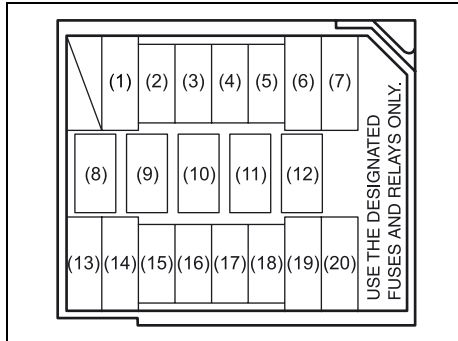 (1) (2) (3) (4) (5) (6) (7)
(8) (9) (10) (11) (12)
(13) (14) (15) (16) (17) (18) (19) (20)
USE THE DESIGNATED
FUSES AND RELAYS ONLY.